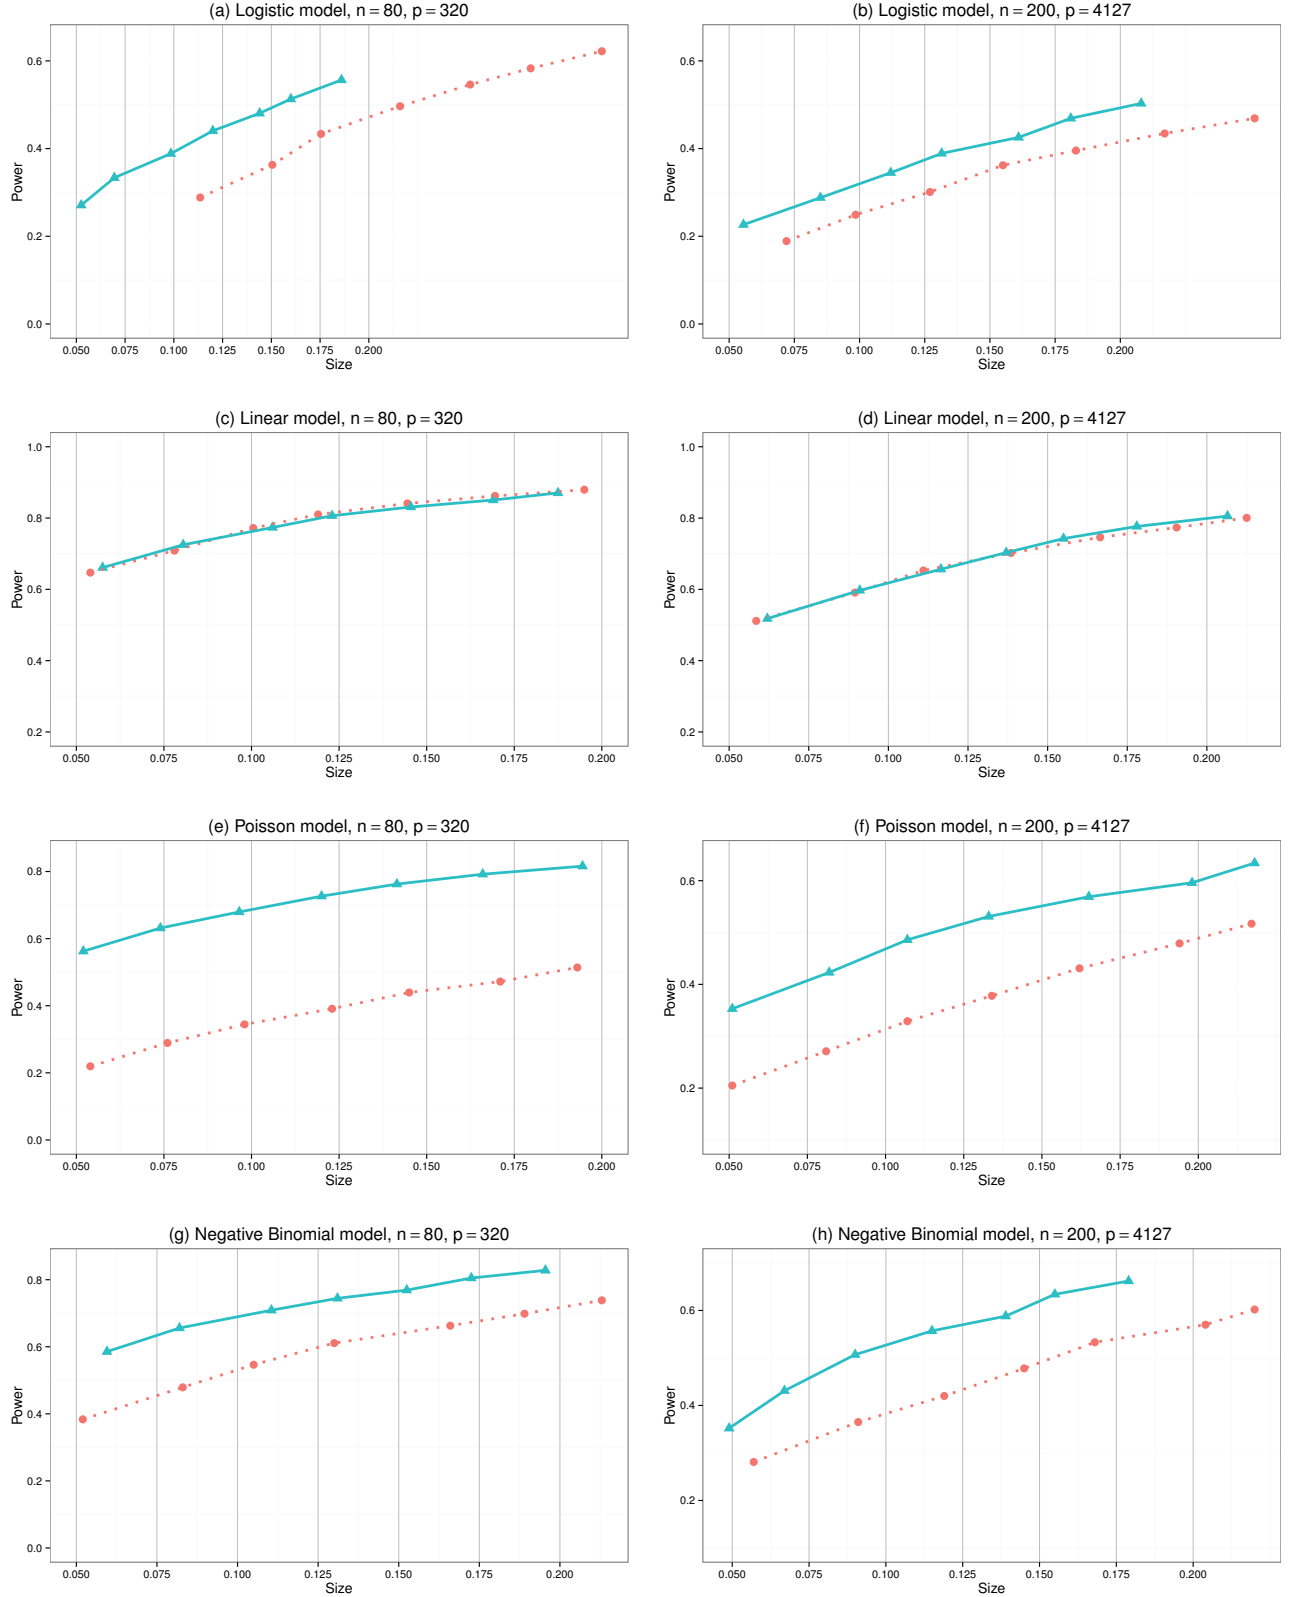 (a) Logistic model, n = 80, p = 320
Power
0.6
0.4
0.2
0.0
0.050 0.075 0.100 0.125 0.150 0.175 0.200
Size
(b) Logistic model, n = 200, p = 4127
Power
0.6
0.4
0.2
0.0
0.050 0.075 0.100 0.125 0.150 0.175 0.200
Size
(c) Linear model, n = 80, p = 320
Power
1.0
0.8
0.6
0.4
0.2
0.050 0.075 0.100 0.125 0.150 0.175 0.200
Size
(d) Linear model, n = 200, p = 4127
Power
1.0
0.8
0.6
0.4
0.2
0.050 0.075 0.100 0.125 0.150 0.175 0.200
Size
(e) Poisson model, n = 80, p = 320
Power
0.8
0.6
0.4
0.2
0.0
0.050 0.075 0.100 0.125 0.150 0.175 0.200
Size
(f) Poisson model, n = 200, p = 4127
Power
0.6
0.4
0.2
0.050 0.075 0.100 0.125 0.150 0.175 0.200
Size
(g) Negative Binomial model, n = 80, p = 320
Power
0.8
0.6
0.4
0.2
0.0
0.050 0.075 0.100 0.125 0.150 0.175 0.200
Size
(h) Negative Binomial model, n = 200, p = 4127
Power
0.6
0.4
0.2
0.050 0.075 0.100 0.125 0.150 0.175 0.200
Size